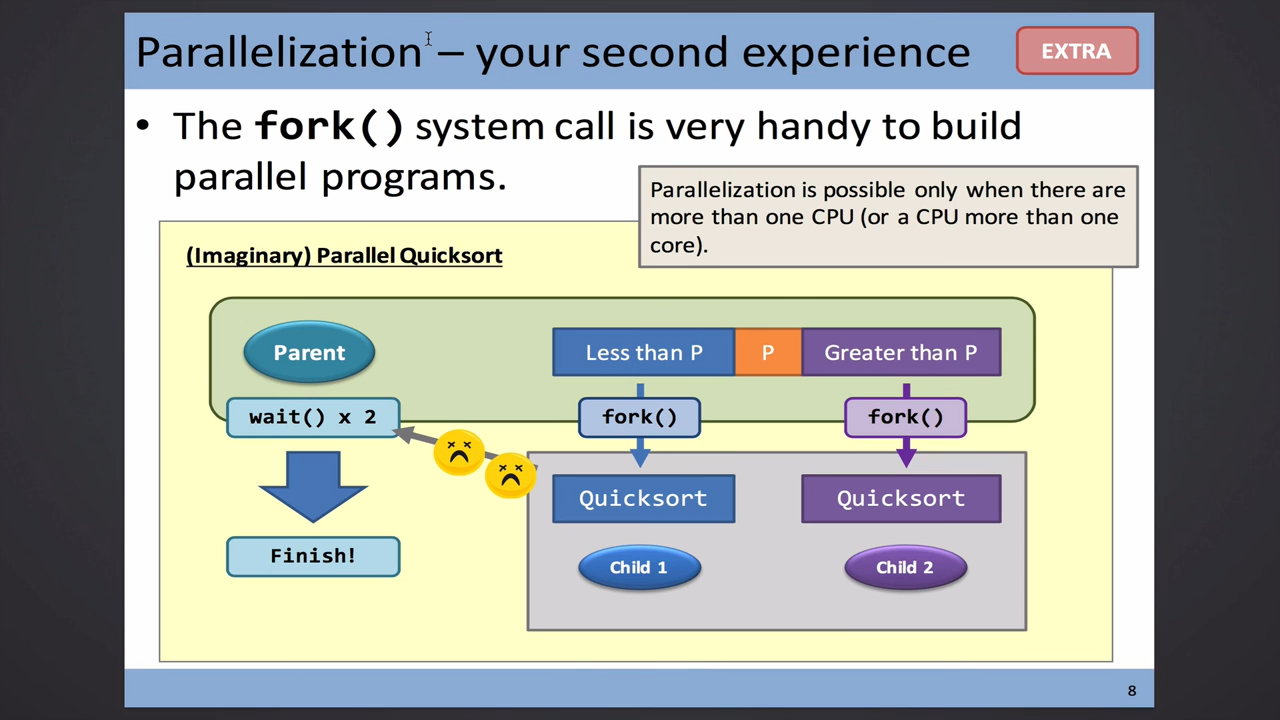 Parallelization – your second experience
EXTRA
• The fork() system call is very handy to build
parallel programs.
Parallelization is possible only when there are
more than one CPU (or a CPU more than one
core).
(Imaginary) Parallel Quicksort
Parent
Less than P
P
Greater than P
wait() x 2
fork()
fork()
Quicksort
Quicksort
Finish!
Child 1
Child 2
8